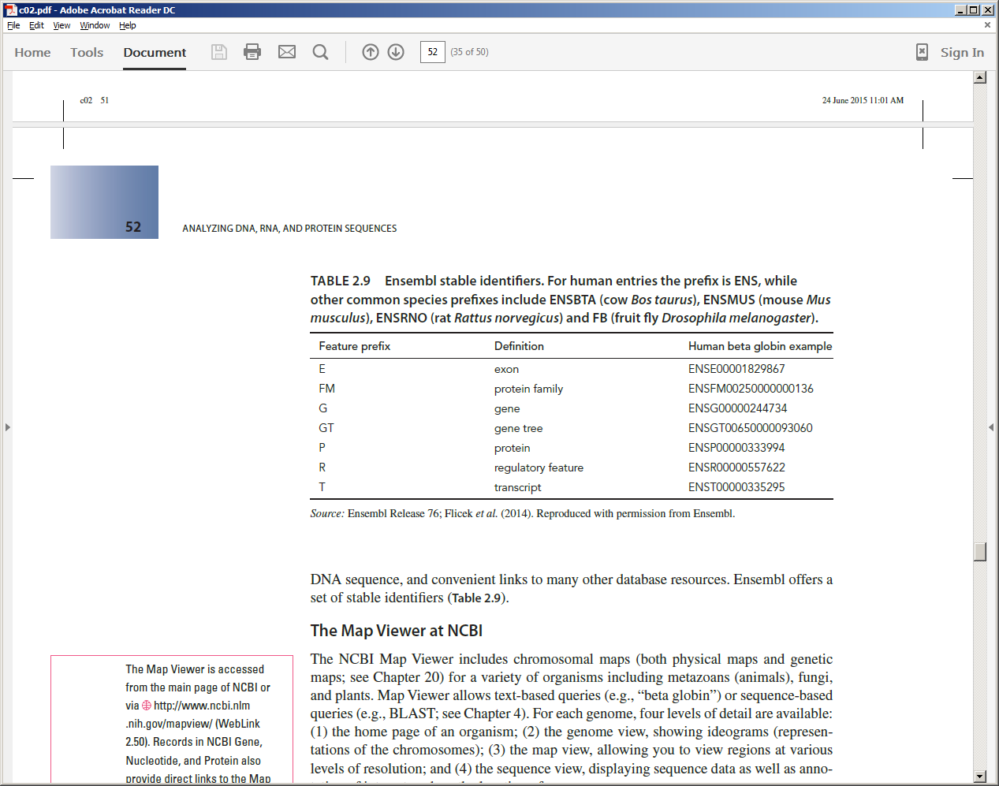 c02.pdf - Adobe Acrobat Reader DC
File Edit View Window Help
Home Tools Document 52 (35 of 50) Sign In
c02 51 24 June 2015 11:01 AM
52 ANALYZING DNA, RNA, AND PROTEIN SEQUENCES
TABLE 2.9 Ensembl stable identifiers. For human entries the prefix is ENS, while
other common species prefixes include ENSBTA (cow Bos taurus), ENSMUS (mouse Mus
musculus), ENSRNO (rat Rattus norvegicus) and FB (fruit fly Drosophila melanogaster).
Feature prefix Definition Human beta globin example
E exon ENSE00001829867
FM protein family ENSFM00250000000136
G gene ENSG00000244734
GT gene tree ENSGT00650000093060
P protein ENSP00000333994
R regulatory feature ENSR00000557622
T transcript ENST00000335295
Source: Ensembl Release 76; Flicek et al. (2014). Reproduced with permission from Ensembl.
DNA sequence, and convenient links to many other database resources. Ensembl offers a
set of stable identifiers (Table 2.9).
The Map Viewer at NCBI
The NCBI Map Viewer includes chromosomal maps (both physical maps and genetic
maps; see Chapter 20) for a variety of organisms including metazoans (animals), fungi,
and plants. Map Viewer allows text-based queries (e.g., “beta globin”) or sequence-based
queries (e.g., BLAST; see Chapter 4). For each genome, four levels of detail are available:
(1) the home page of an organism; (2) the genome view, showing ideograms (represen-
tations of the chromosomes); (3) the map view, allowing you to view regions at various
levels of resolution; and (4) the sequence view, displaying sequence data as well as anno-
The Map Viewer is accessed
from the main page of NCBI or
via http://www.ncbi.nlm
.nih.gov/mapview/ (WebLink
2.50). Records in NCBI Gene,
Nucleotide, and Protein also
provide direct links to the Map